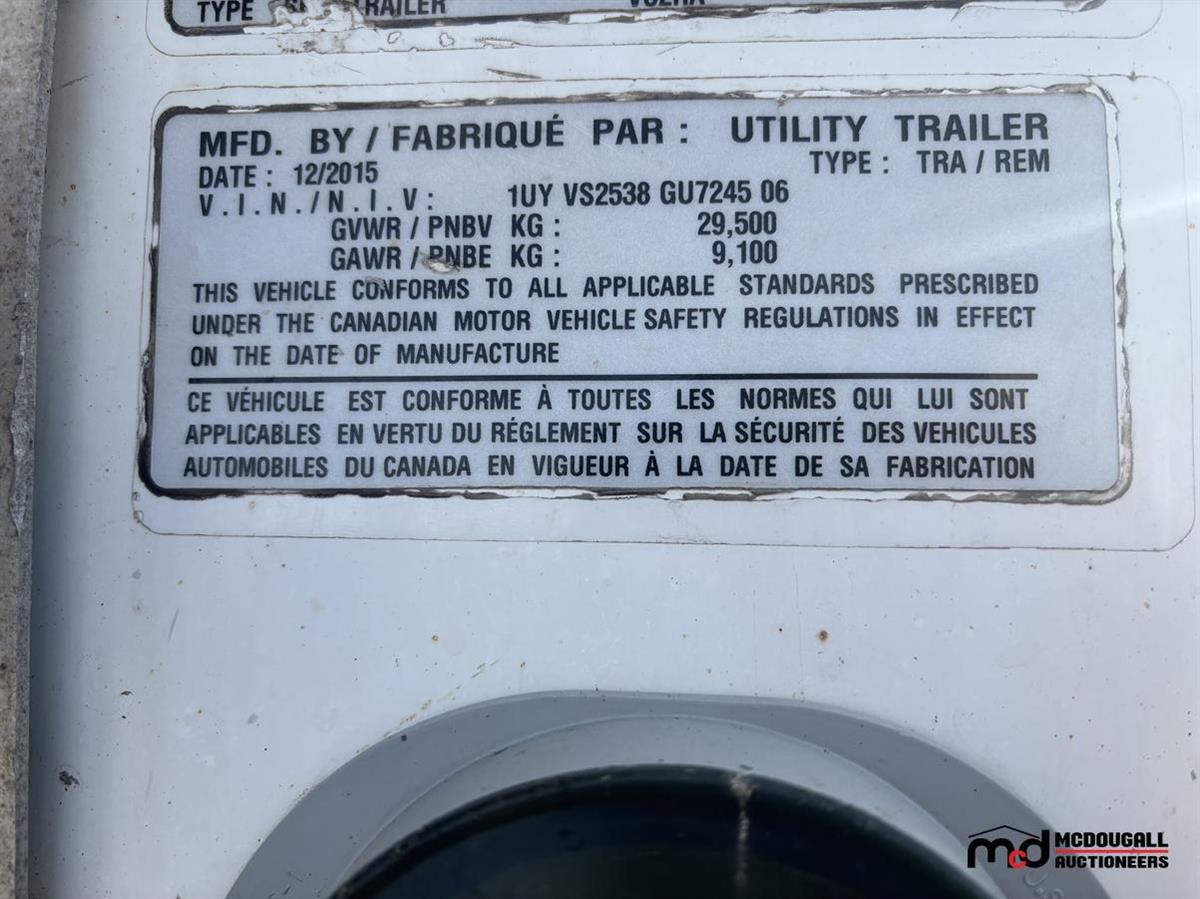 TYPE TRAILER
MFD. BY / FABRIQUÉ PAR : UTILITY TRAILER
DATE : 12/2015 TYPE : TRA / REM
V.I.N./N.I.V: 1UY VS2538 GU7245 06
GVWR / PNBV KG : 29,500
GAWR / PNBE KG : 9,100
THIS VEHICLE CONFORMS TO ALL APPLICABLE STANDARDS PRESCRIBED
UNDER THE CANADIAN MOTOR VEHICLE SAFETY REGULATIONS IN EFFECT
ON THE DATE OF MANUFACTURE
CE VÉHICULE EST CONFORME À TOUTES LES NORMES QUI LUI SONT
APPLICABLES EN VERTU DU RÉGLEMENT SUR LA SÉCURITÉ DES VEHICULES
AUTOMOBILES DU CANADA EN VIGUEUR À LA DATE DE SA FABRICATION
mcd MCDOUGALL
AUCTIONEERS